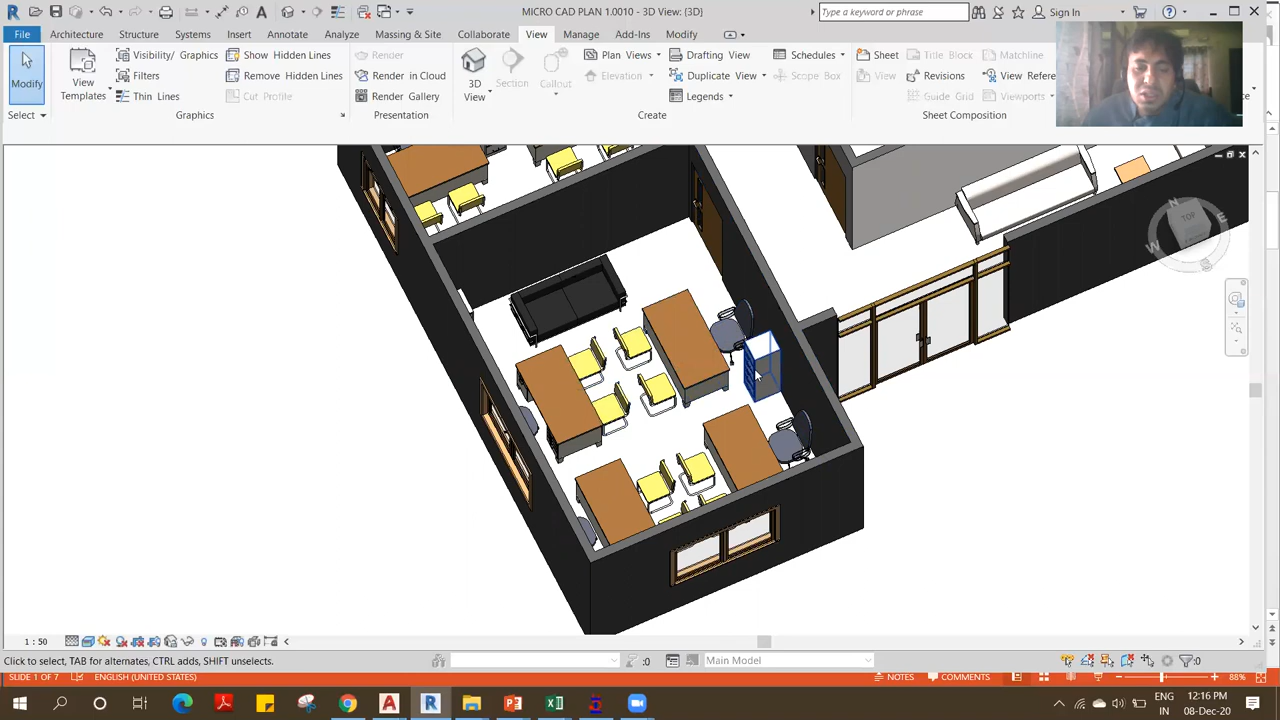 MICRO CAD PLAN 1.0010 - 3D View: {3D}
Type a keyword or phrase
Sign In
File Architecture Structure Systems Insert Annotate Analyze Massing & Site Collaborate View Manage Add-Ins Modify
Modify
View
Templates
Visibility/ Graphics
Filters
Thin Lines
Show Hidden Lines
Remove Hidden Lines
Cut Profile
Render
Render in Cloud
Render Gallery
3D
View
Section
Callout
Plan Views
Elevation
Drafting View
Duplicate View
Legends
Schedules
Scope Box
Sheet
View
Title Block
Revisions
Guide Grid
Matchline
View Refere
Viewports
Select
Graphics
Presentation
Create
Sheet Composition
TOP
N
E
W
S
1 : 50
Click to select, TAB for alternates, CTRL adds, SHIFT unselects.
:0
Main Model
:0
SLIDE 1 OF 7 ENGLISH (UNITED STATES)
NOTES COMMENTS 88%
ENG
IN
12:16 PM
08-Dec-20